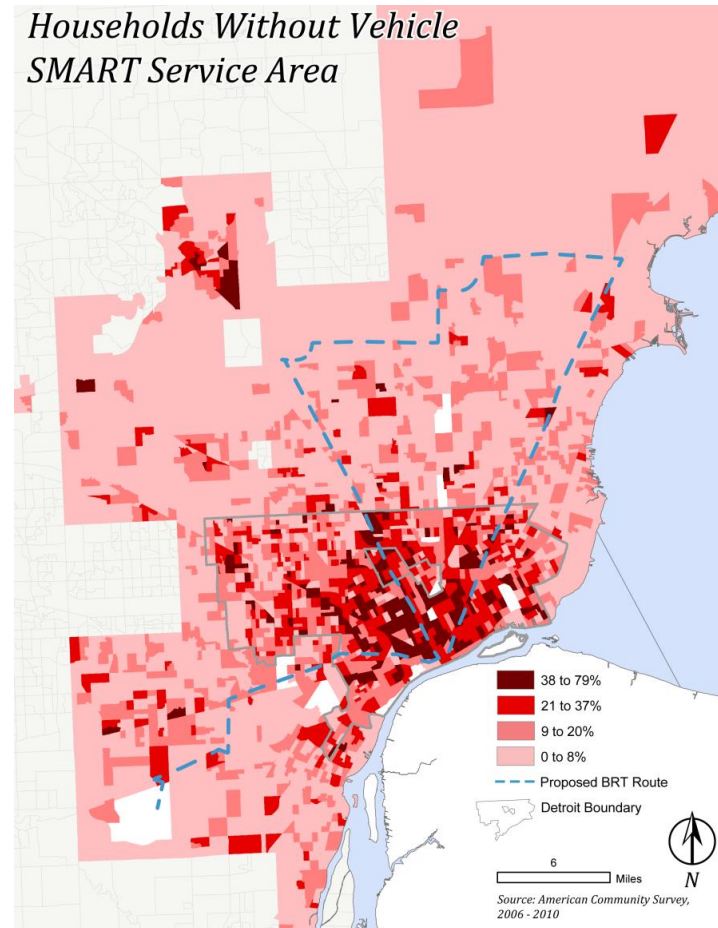 Households Without Vehicle
SMART Service Area
38 to 79%
21 to 37%
9 to 20%
0 to 8%
Proposed BRT Route
Detroit Boundary
6
Miles
N
Source: American Community Survey,
2006 - 2010